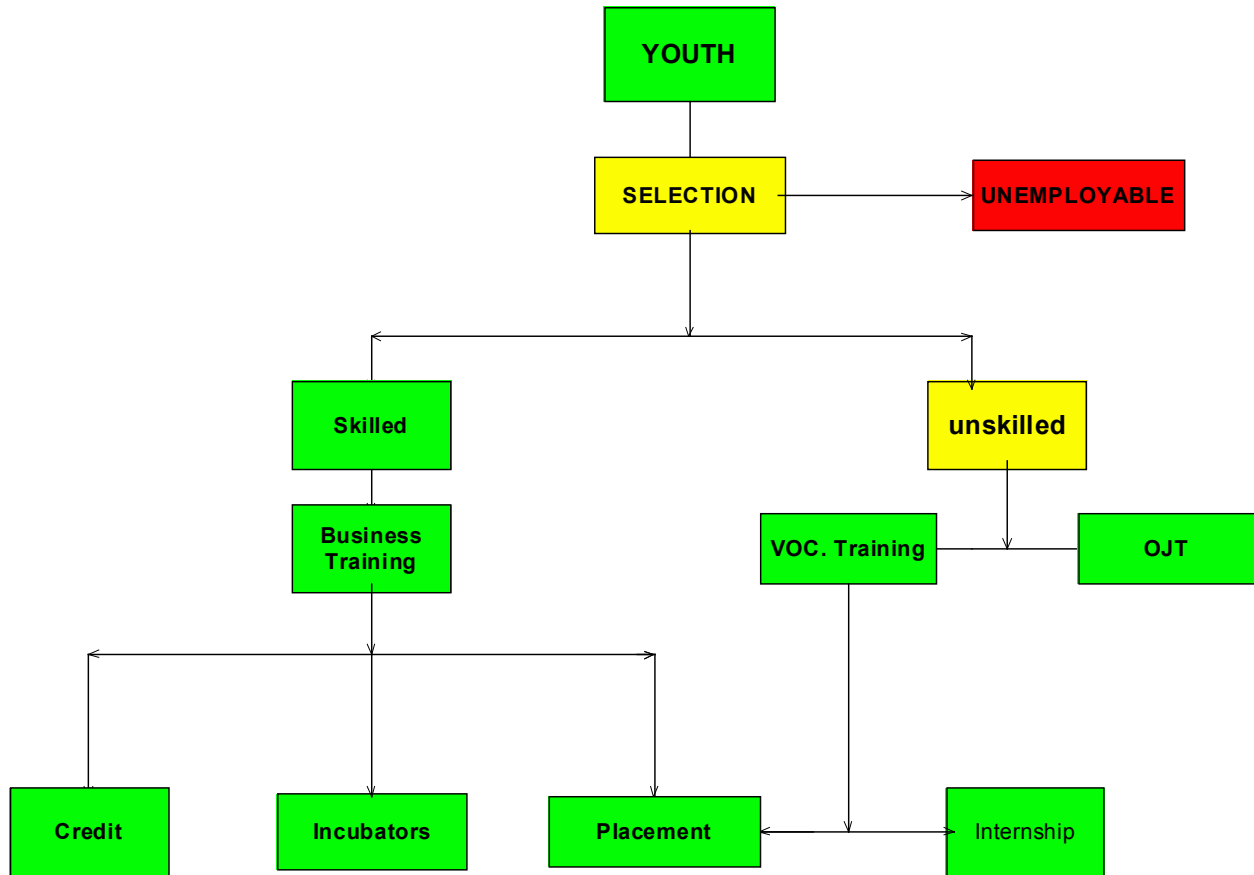 YOUTH
SELECTION
UNEMPLOYABLE
Skilled
unskilled
Business
Training
VOC. Training
OJT
Credit
Incubators
Placement
Internship